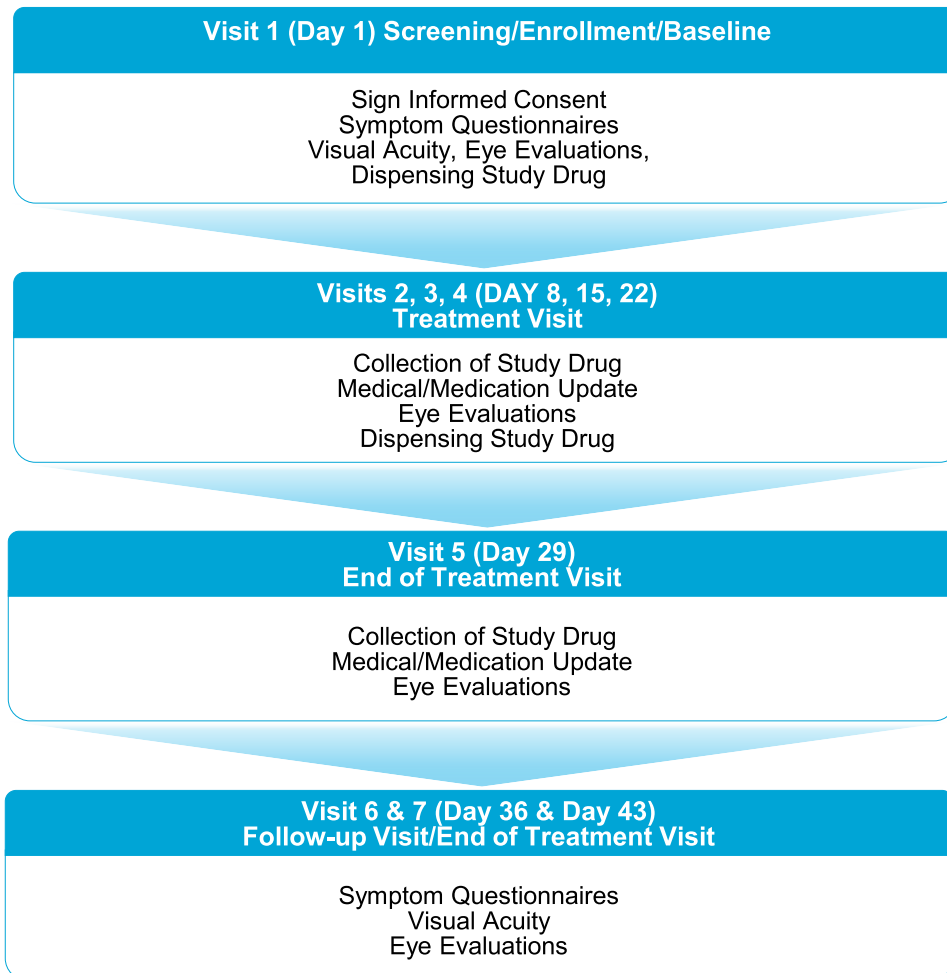 Visit 1 (Day 1) Screening/Enrollment/Baseline
Sign Informed Consent
Symptom Questionnaires
Visual Acuity, Eye Evaluations,
Dispensing Study Drug
Visits 2, 3, 4 (DAY 8, 15, 22)
Treatment Visit
Collection of Study Drug
Medical/Medication Update
Eye Evaluations
Dispensing Study Drug
Visit 5 (Day 29)
End of Treatment Visit
Collection of Study Drug
Medical/Medication Update
Eye Evaluations
Visit 6 & 7 (Day 36 & Day 43)
Follow-up Visit/End of Treatment Visit
Symptom Questionnaires
Visual Acuity
Eye Evaluations